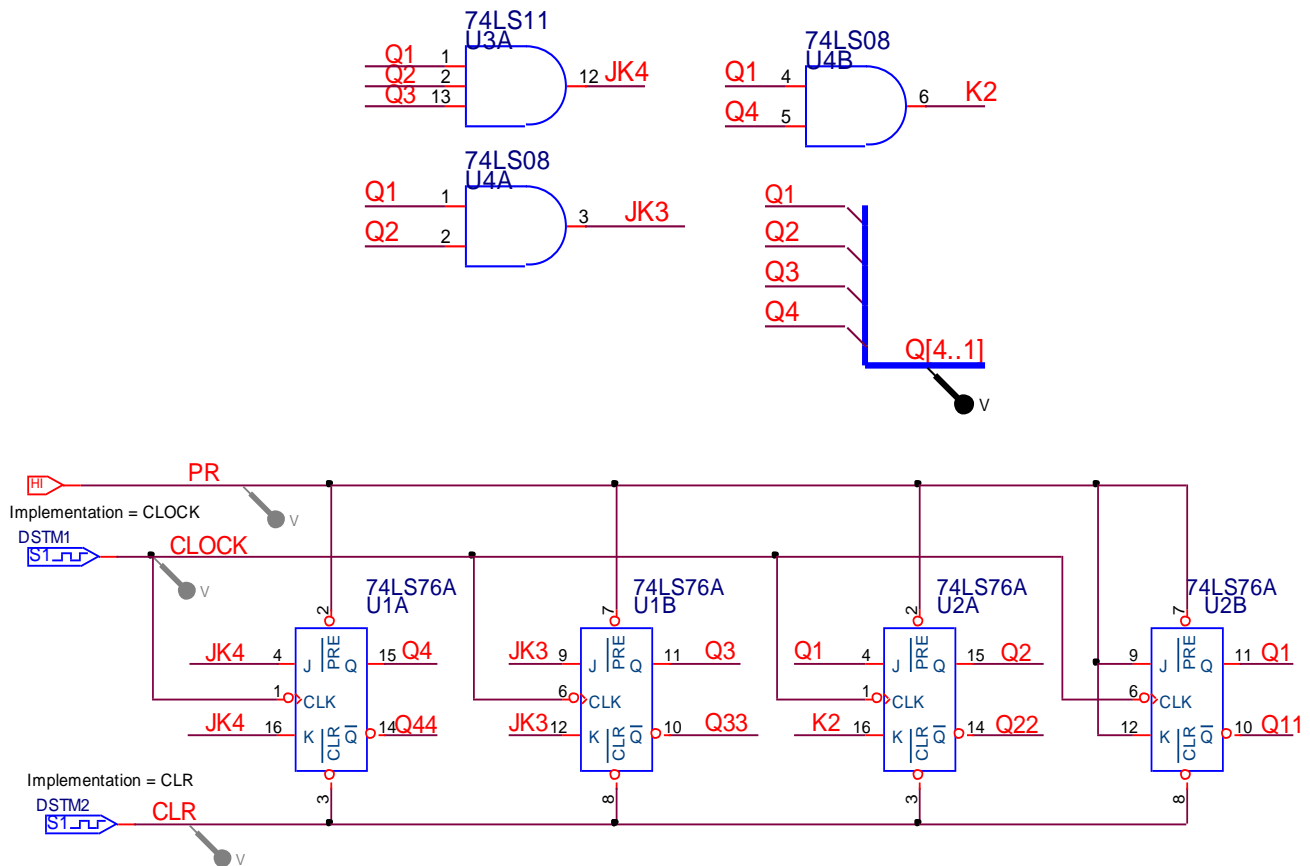 74LS11
U3A
Q1 1
Q2 2
Q3 13
12 JK4
74LS08
U4B
Q1 4
Q4 5
6 K2
74LS08
U4A
Q1 1
Q2 2
3 JK3
Q1
Q2
Q3
Q4
Q[4..1]
V
HI
PR
V
Implementation = CLOCK
DSTM1
S1
CLOCK
V
74LS76A
U1A
2
JK4 4 J PRE Q 15 Q4
1 CLK
JK4 16 K CLR Q 14 Q44
3
74LS76A
U1B
7
JK3 9 J PRE Q 11 Q3
6 CLK
JK3 12 K CLR Q 10 Q33
8
74LS76A
U2A
2
Q1 4 J PRE Q 15 Q2
1 CLK
K2 16 K CLR Q 14 Q22
3
74LS76A
U2B
7
9 J PRE Q 11 Q1
6 CLK
12 K CLR Q 10 Q11
8
Implementation = CLR
DSTM2
S1
CLR
V